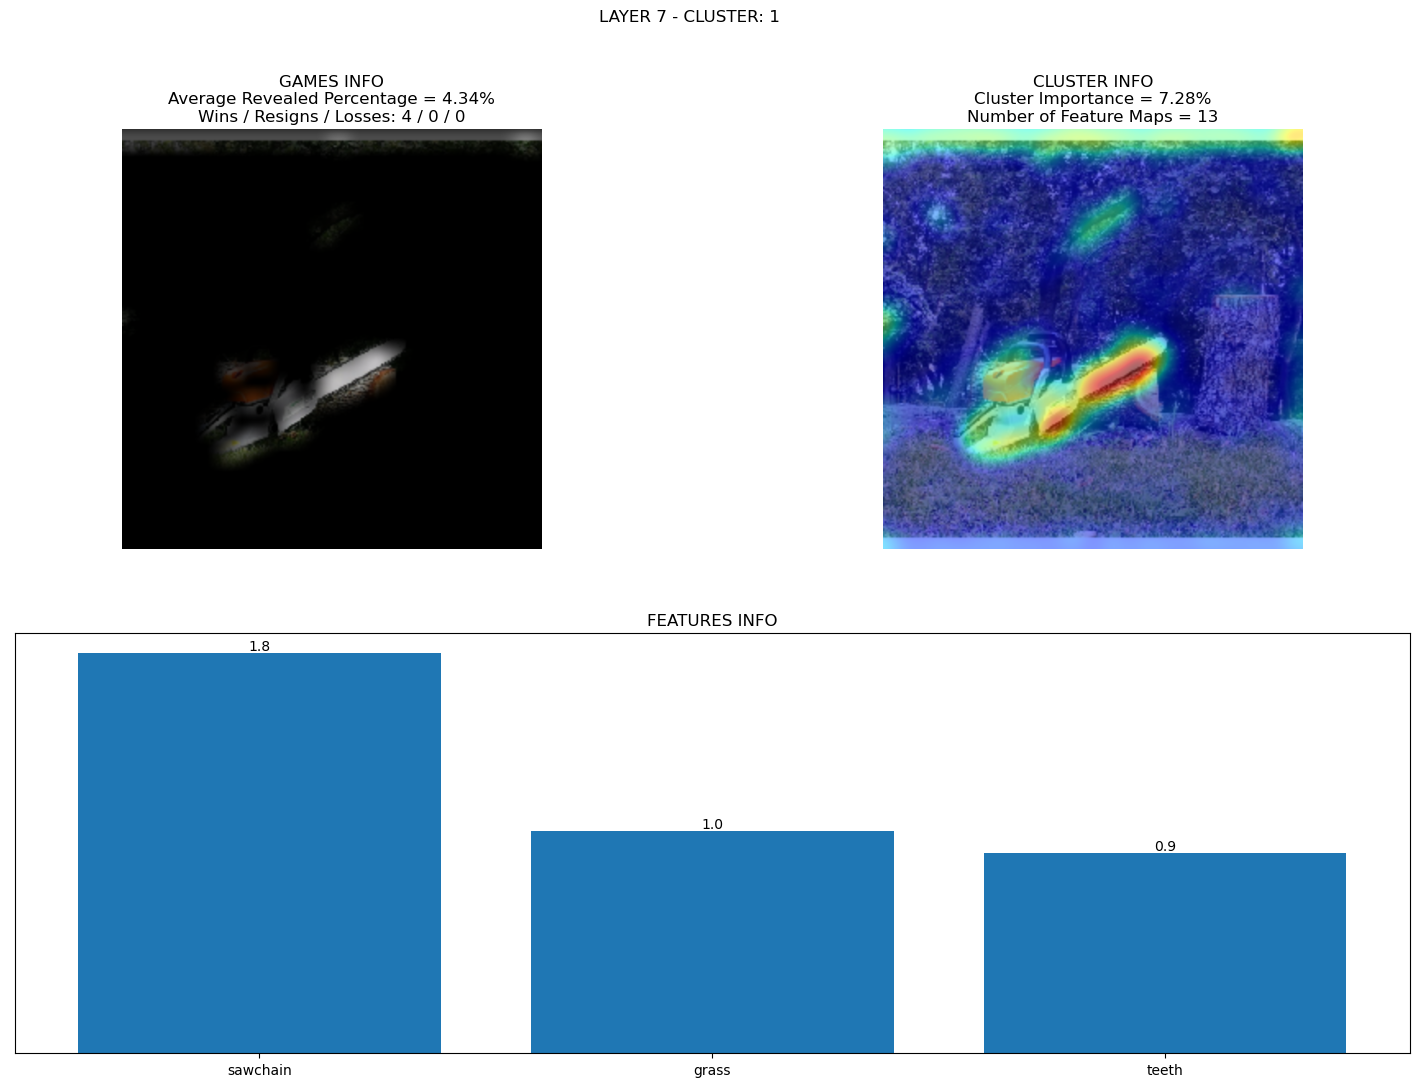 LAYER 7 - CLUSTER: 1
GAMES INFO
Average Revealed Percentage = 4.34%
Wins / Resigns / Losses: 4 / 0 / 0
CLUSTER INFO
Cluster Importance = 7.28%
Number of Feature Maps = 13
FEATURES INFO
1.8
1.0
0.9
sawchain
grass
teeth